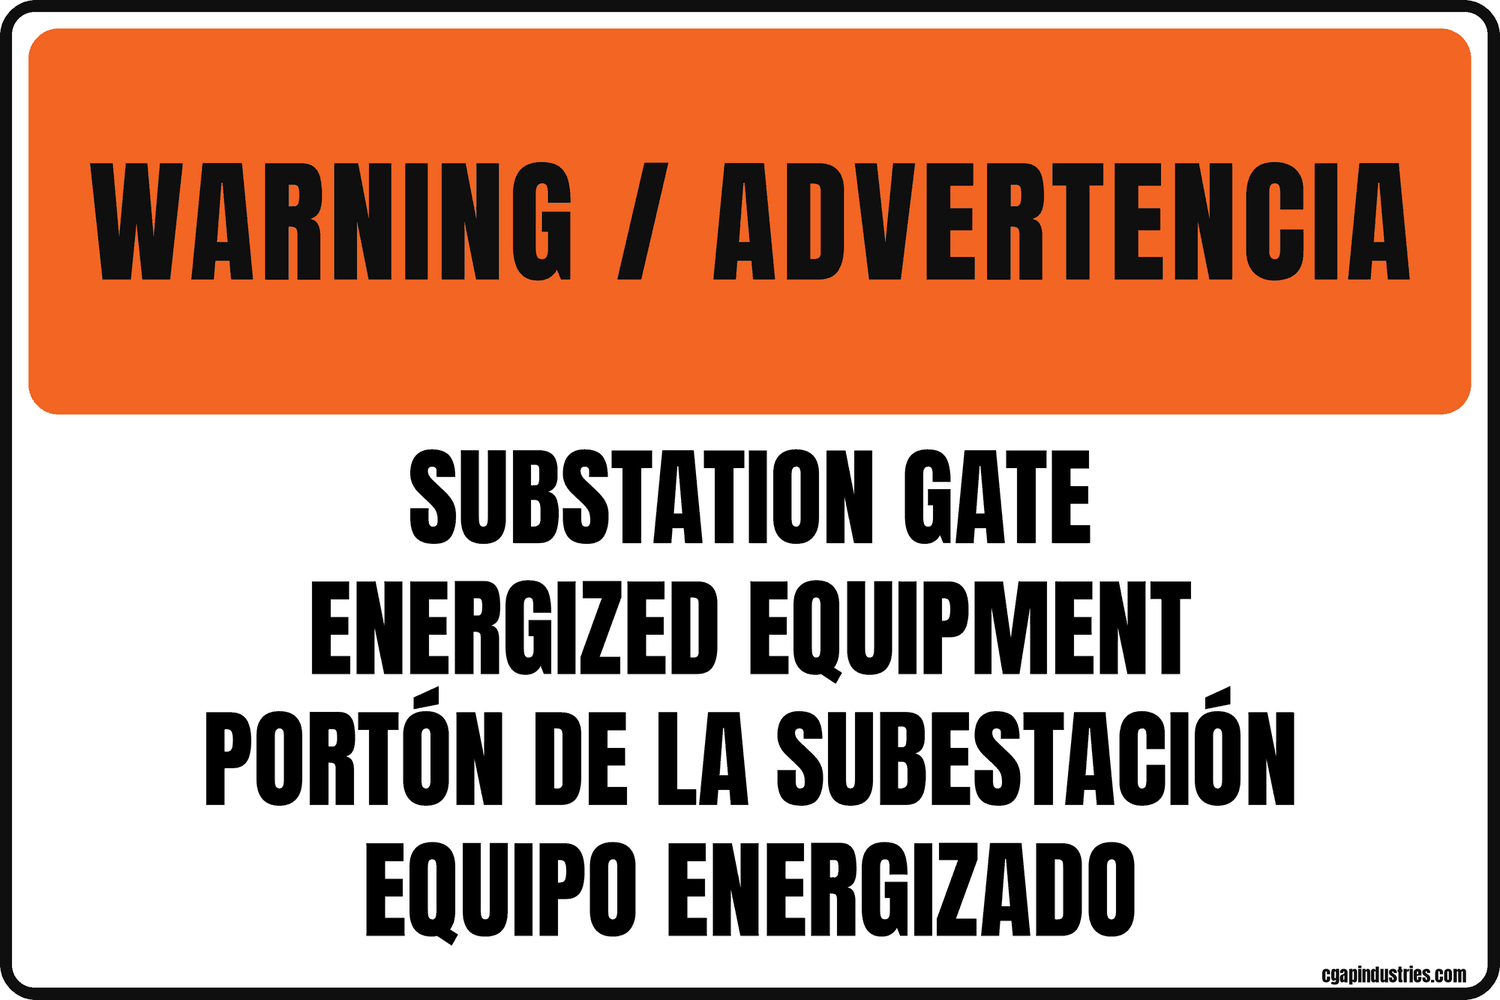 WARNING / ADVERTENCIA
SUBSTATION GATE
ENERGIZED EQUIPMENT
PORTÓN DE LA SUBESTACIÓN
EQUIPO ENERGIZADO
cgapindustries.com